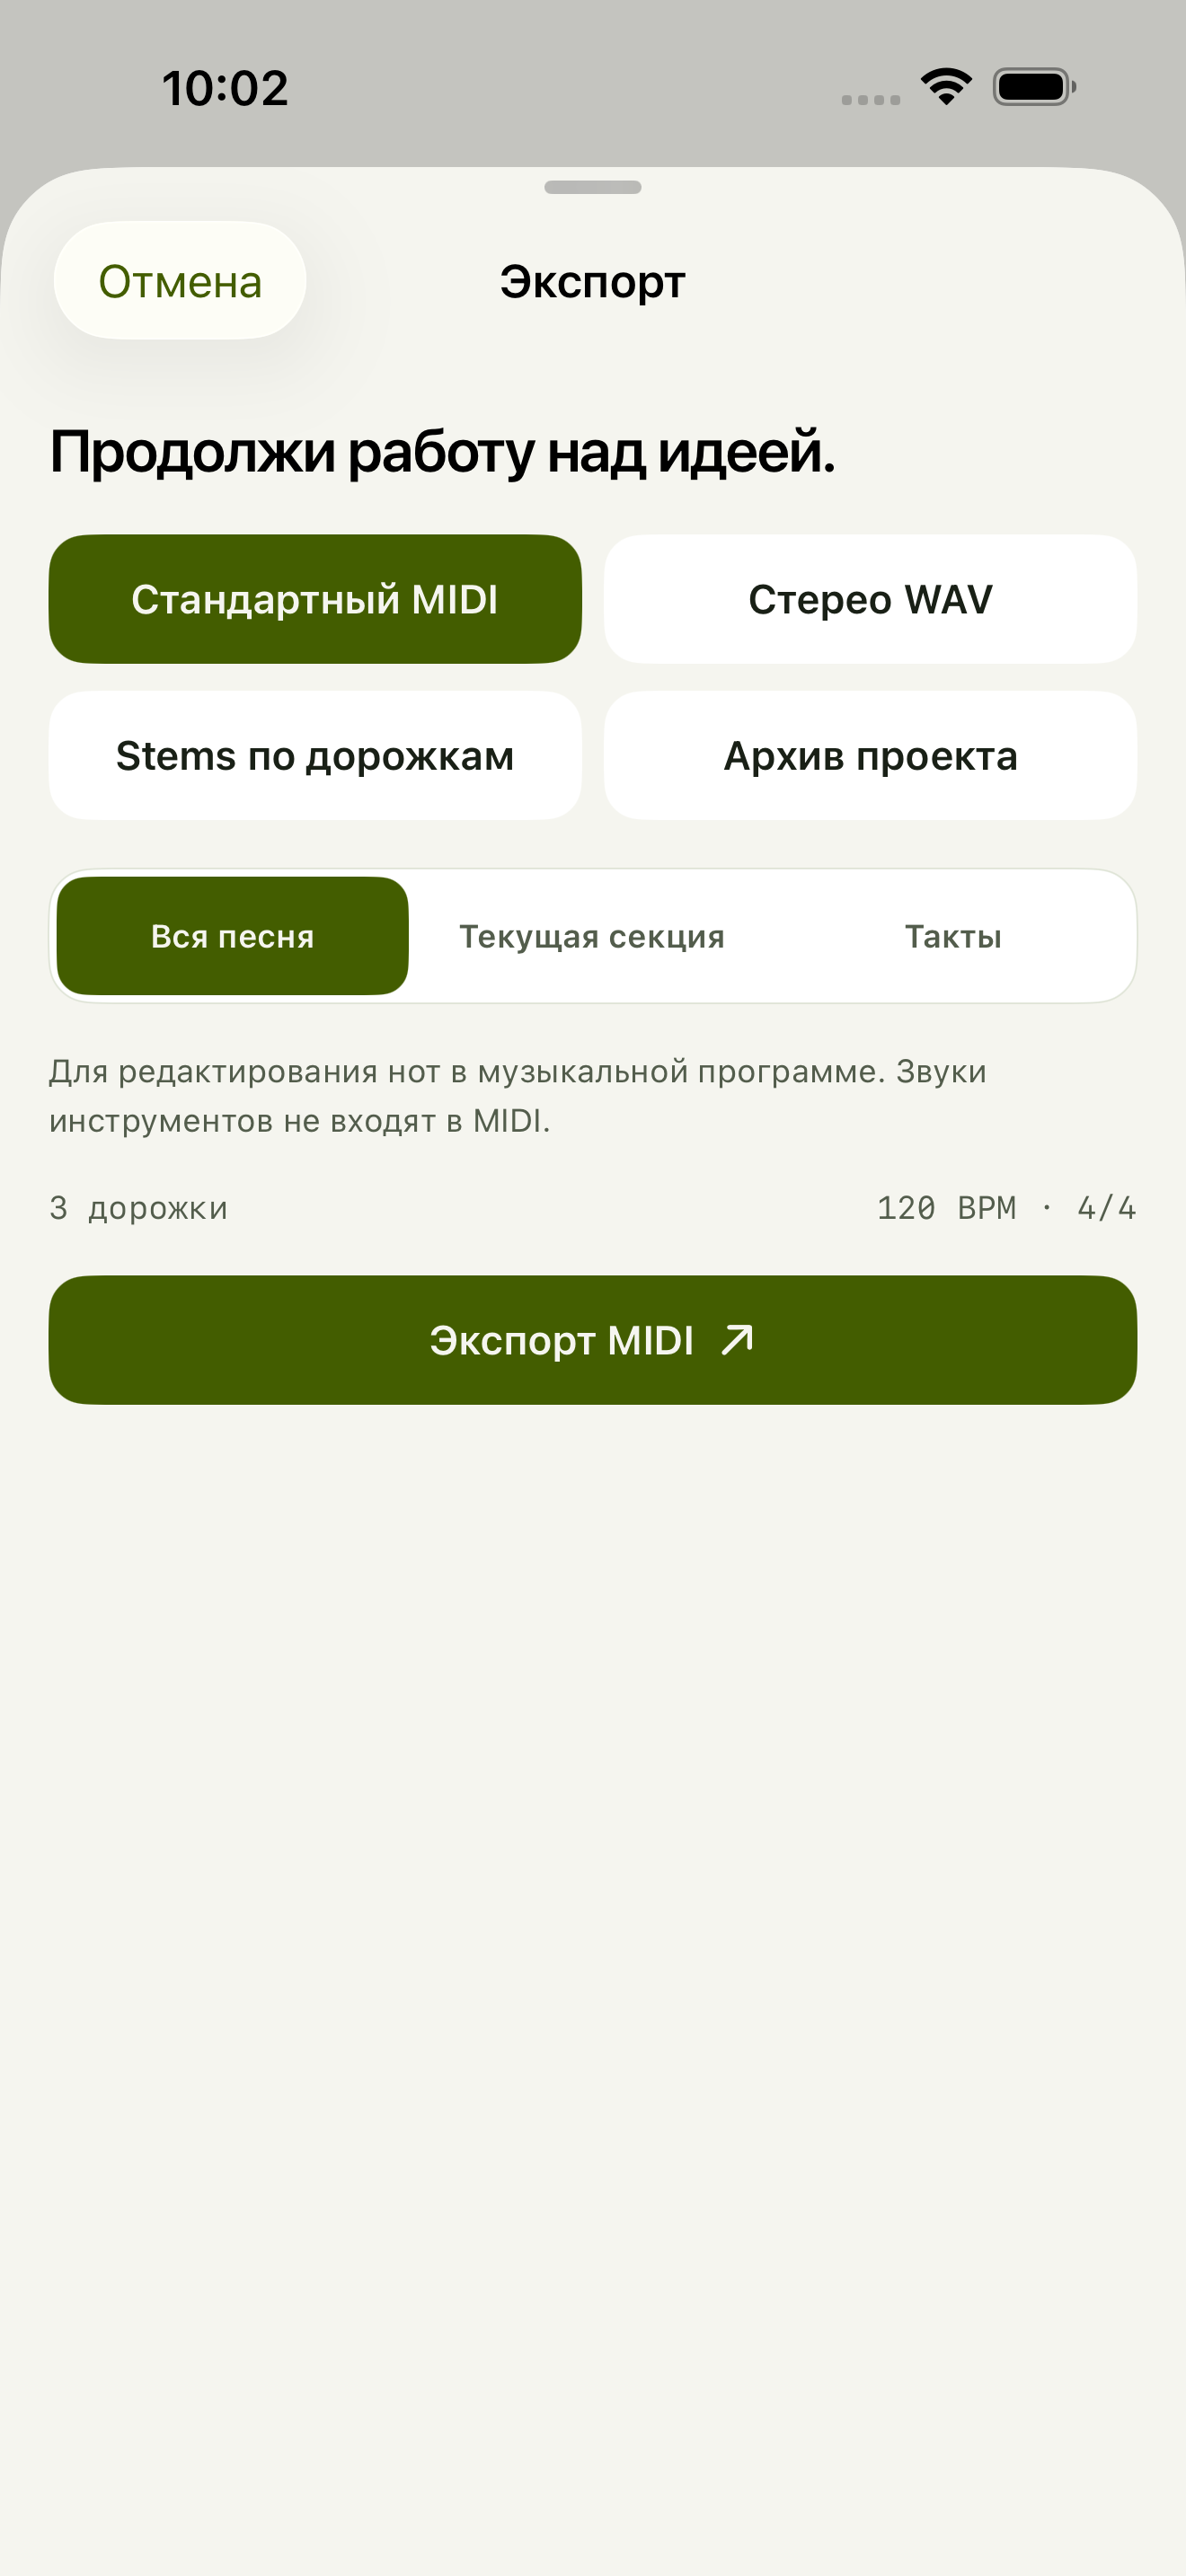 10:02
Отмена
Экспорт
Продолжи работу над идеей.
Стандартный MIDI
Стерео WAV
Stems по дорожкам
Архив проекта
Вся песня
Текущая секция
Такты
Для редактирования нот в музыкальной программе. Звуки
инструментов не входят в MIDI.
3 дорожки
120 BPM · 4/4
Экспорт MIDI